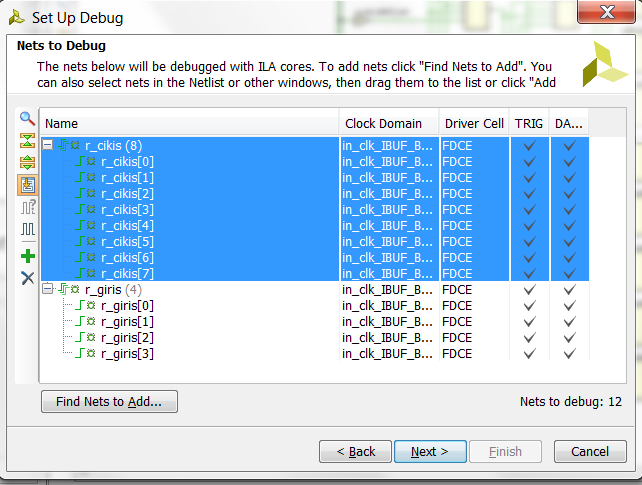 Set Up Debug
Nets to Debug
The nets below will be debugged with ILA cores. To add nets click "Find Nets to Add". You
can also select nets in the Netlist or other windows, then drag them to the list or click "Add
Name Clock Domain Driver Cell TRIG DA...
r_cikis (8) in_clk_IBUF_B... FDCE
r_cikis[0] in_clk_IBUF_B... FDCE
r_cikis[1] in_clk_IBUF_B... FDCE
r_cikis[2] in_clk_IBUF_B... FDCE
r_cikis[3] in_clk_IBUF_B... FDCE
r_cikis[4] in_clk_IBUF_B... FDCE
r_cikis[5] in_clk_IBUF_B... FDCE
r_cikis[6] in_clk_IBUF_B... FDCE
r_cikis[7] in_clk_IBUF_B... FDCE
r_giris (4) in_clk_IBUF_B... FDCE
r_giris[0] in_clk_IBUF_B... FDCE
r_giris[1] in_clk_IBUF_B... FDCE
r_giris[2] in_clk_IBUF_B... FDCE
r_giris[3] in_clk_IBUF_B... FDCE
Find Nets to Add... Nets to debug: 12
< Back Next > Finish Cancel